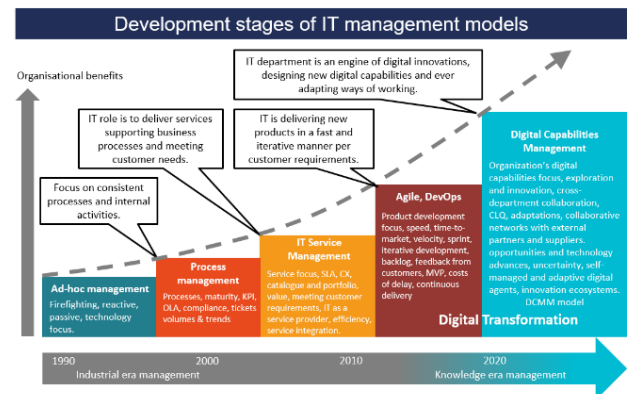 Development stages of IT management models
Organisational benefits
IT department is an engine of digital innovations,
designing new digital capabilities and ever
adapting ways of working.
IT role is to deliver services
supporting business
processes and meeting
customer needs.
IT is delivering new
products in a fast and
iterative manner per
customer requirements.
Focus on consistent
processes and internal
activities.
Ad-hoc management
Firefighting, reactive,
passive, technology
focus.
Process
management
Processes, maturity, KPI,
OLA, compliance, tickets
volumes & trends
IT Service
Management
Service focus, SLA, CX,
catalogue and portfolio,
value, meeting customer
requirements, IT as a
service provider, efficiency,
service integration.
Agile, DevOps
Product development
focus, speed, time-to-
market, velocity, sprint,
iterative development,
backlog, feedback from
customers, MVP, costs
of delay, continuous
delivery
Digital Capabilities
Management
Organization's digital
capabilities focus, exploration
and innovation, cross-
department collaboration,
CLQ, adaptations, collaborative
networks with external
partners and suppliers.
opportunities and technology
advances, uncertainty, self-
managed and adaptive digital
agents, innovation ecosystems.
DCMM model
Digital Transformation
1990
2000
2010
2020
Industrial era management
Knowledge era management